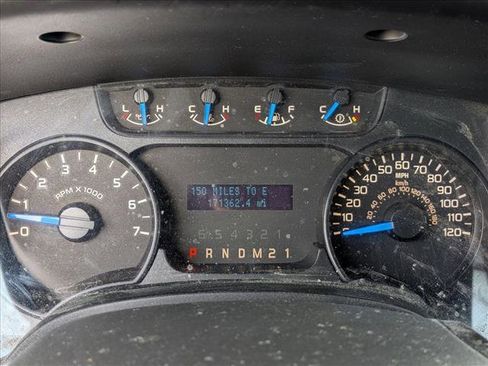 L H C H E F C H
0 1 2 3 4 5 6 7
RPM X 1000
150 MILES TO E
171362.4 mi
6 5 4 3 2 1
P R N D M 2 1
10 20 30 40 50 60 70 80 90 100 110 120
MPH
km/h